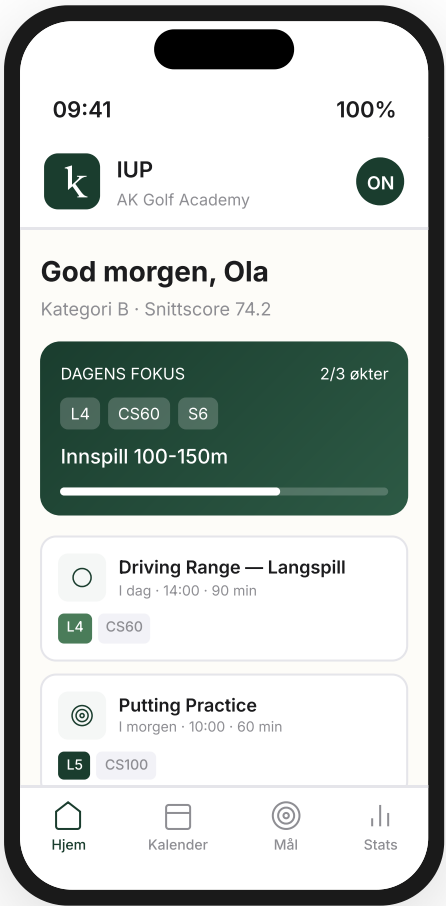 09:41 100%
k
IUP
AK Golf Academy
ON
God morgen, Ola
Kategori B · Snittscore 74.2
DAGENS FOKUS 2/3 økter
L4 CS60 S6
Innspill 100-150m
Driving Range — Langspill
I dag · 14:00 · 90 min
L4 CS60
Putting Practice
I morgen · 10:00 · 60 min
L5 CS100
Hjem Kalender Mål Stats